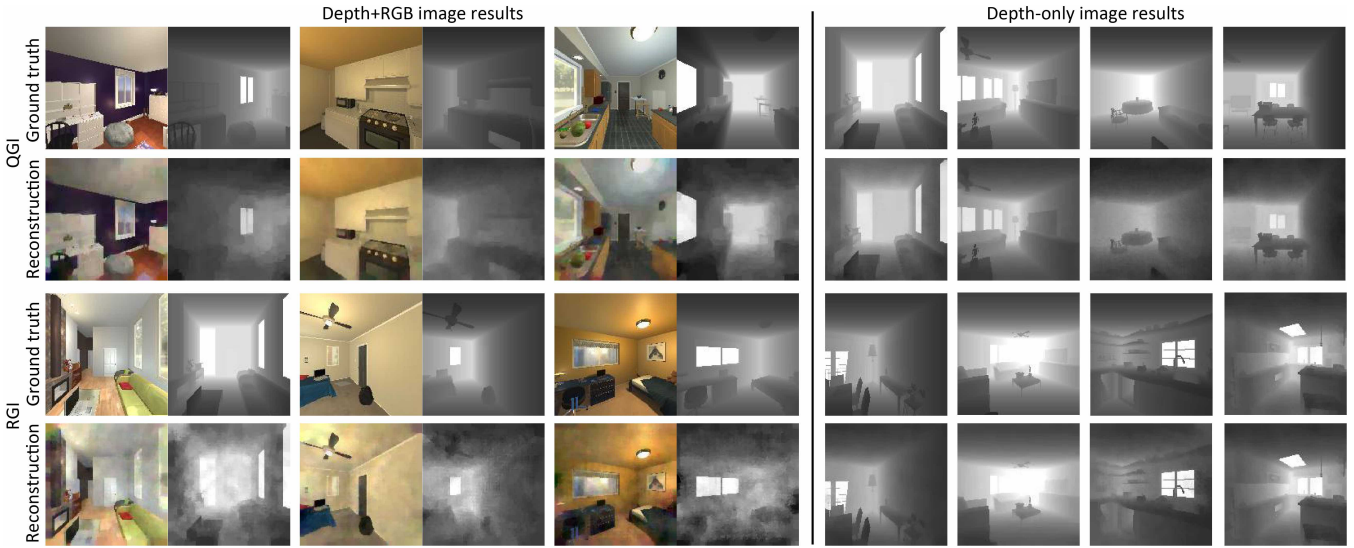 Depth+RGB image results
Depth-only image results
QGI
Ground truth
Reconstruction
RGI
Ground truth
Reconstruction